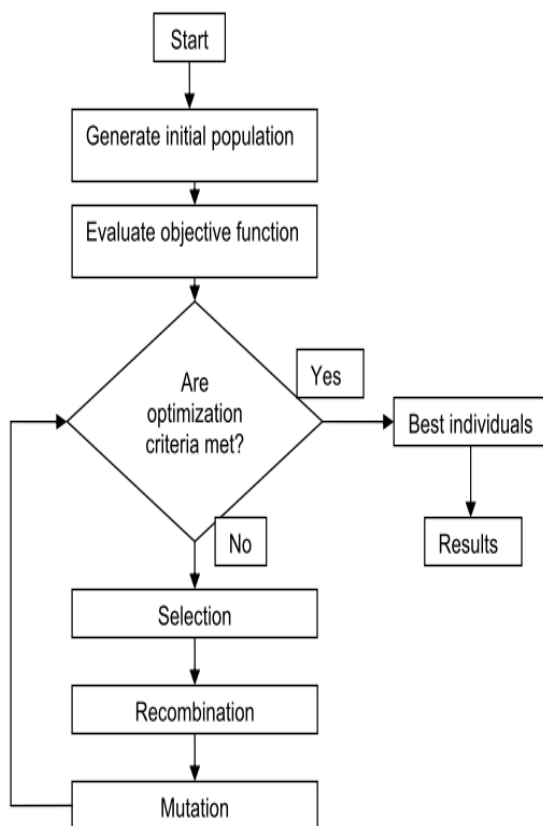 Start
Generate initial population
Evaluate objective function
Are
optimization
criteria met?
Yes
Best individuals
Results
No
Selection
Recombination
Mutation